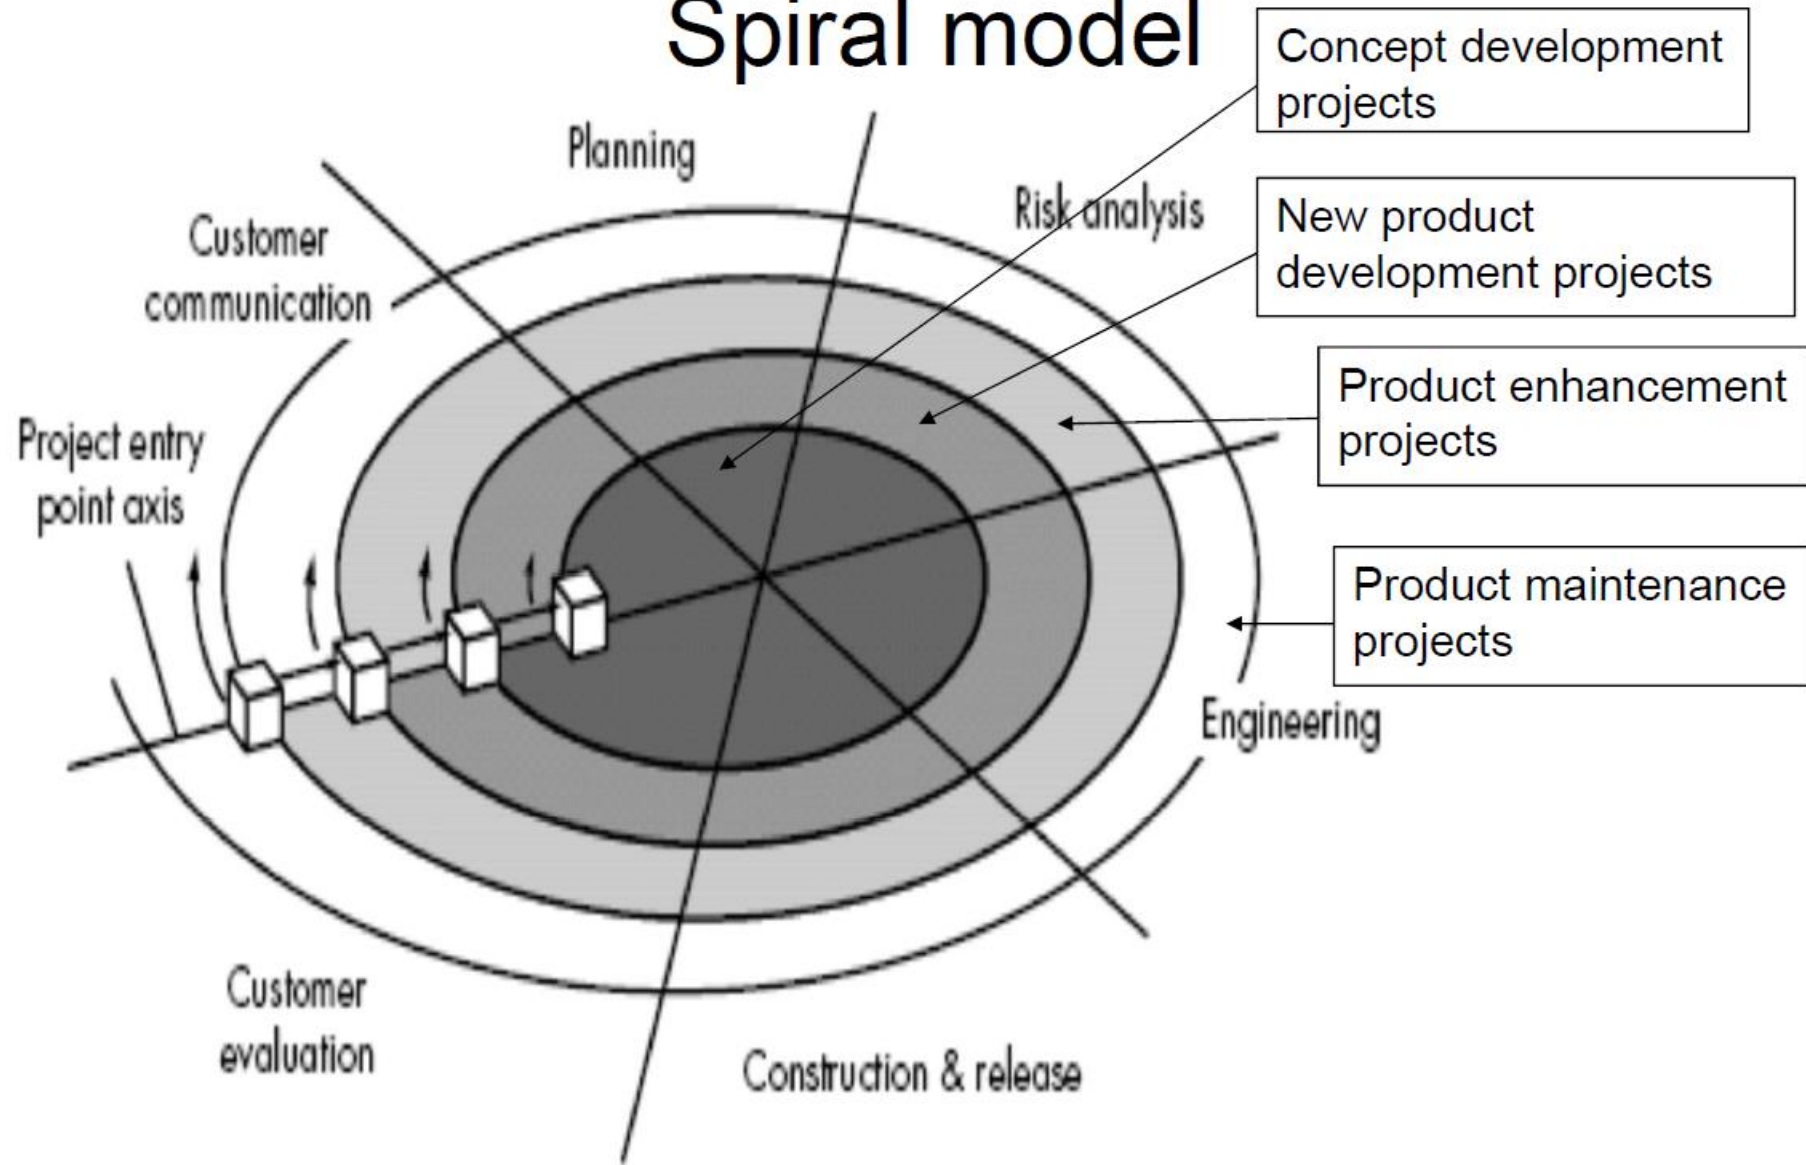 Spiral model
Concept development
projects
Planning
Risk analysis
New product
development projects
Customer
communication
Product enhancement
projects
Project entry
point axis
Product maintenance
projects
Engineering
Customer
evaluation
Construction & release